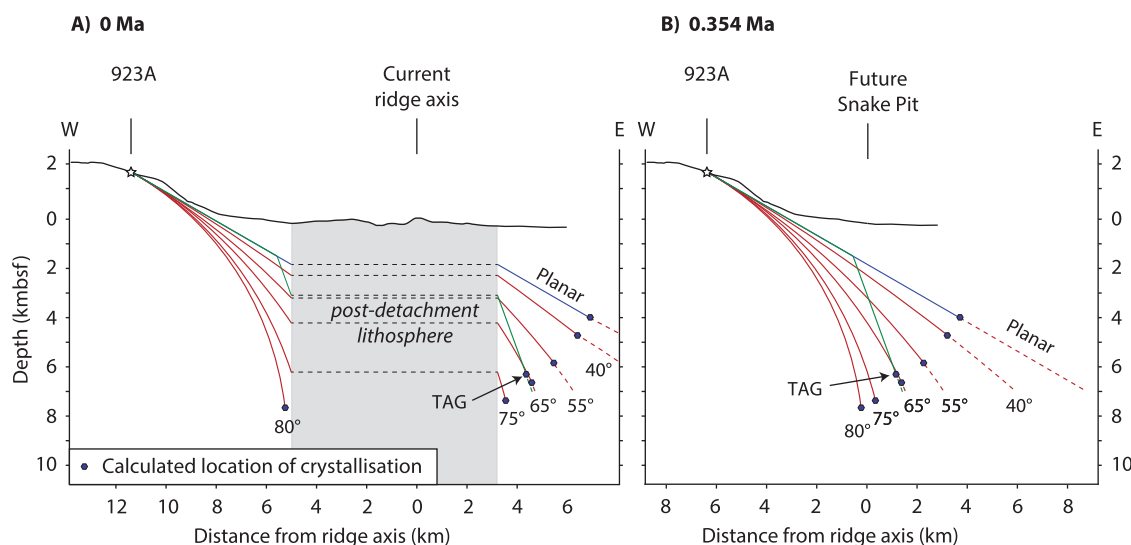 A) 0 Ma
B) 0.354 Ma
923A
Current
ridge axis
923A
Future
Snake Pit
W
E
W
E
2
0
2
4
6
8
10
Depth (kmbsf)
Planar
post-detachment
lithosphere
TAG
40°
55°
65°
75°
80°
Calculated location of crystallisation
12
10
8
6
4
2
0
2
4
6
Distance from ridge axis (km)
Planar
TAG
40°
55°
65°
75°
80°
2
0
2
4
6
8
10
8
6
4
2
0
2
4
6
8
Distance from ridge axis (km)